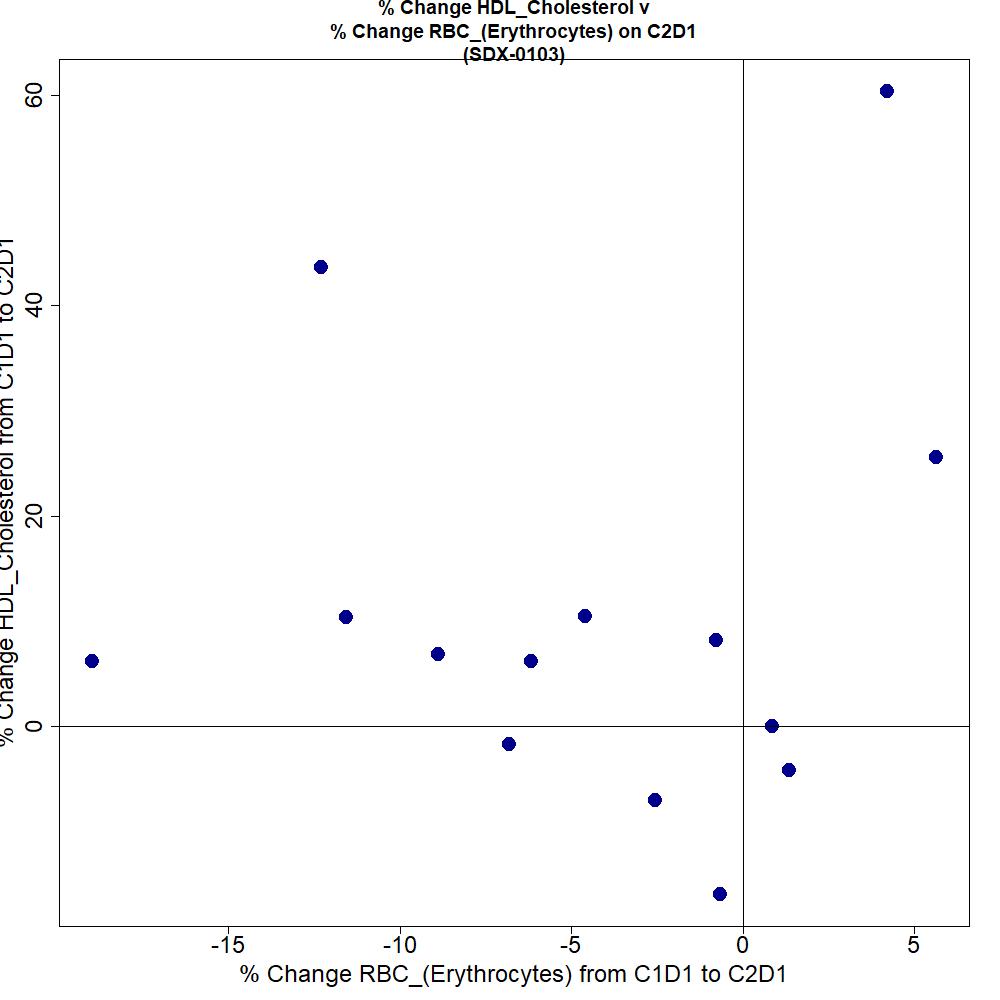 % Change HDL_Cholesterol v
% Change RBC_(Erythrocytes) on C2D1
(SDX-0103)
% Change HDL_Cholesterol from C1D1 to C2D1
60
40
20
0
-15 -10 -5 0 5
% Change RBC_(Erythrocytes) from C1D1 to C2D1